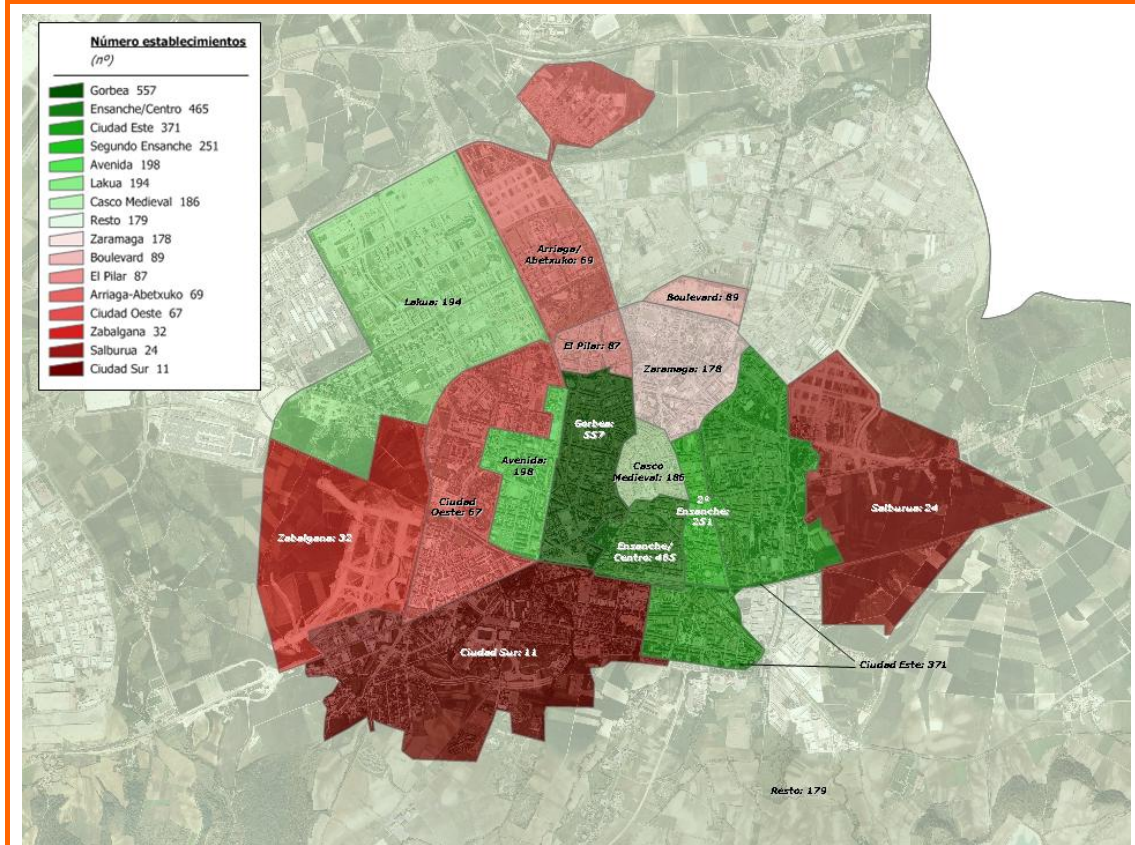 Número establecimientos
(nº)
Gorbea 557
Ensanche/Centro 465
Ciudad Este 371
Segundo Ensanche 251
Avenida 198
Lakua 194
Casco Medieval 186
Resto 179
Zaramaga 178
Boulevard 89
El Pilar 87
Arriaga-Abetxuko 69
Ciudad Oeste 67
Zabalgana 32
Salburua 24
Ciudad Sur 11
Arriaga/
Abetxuko: 69
Lakua: 194
Boulevard: 89
El Pilar: 87
Zaramaga: 178
Gorbea:
557
Avenida:
198
Casco
Medieval: 186
Ciudad
Oeste: 67
2º
Ensanche:
251
Salburua: 24
Zabalgana: 32
Ensanche/
Centro: 465
Ciudad Sur: 11
Ciudad Este: 371
Resto: 179